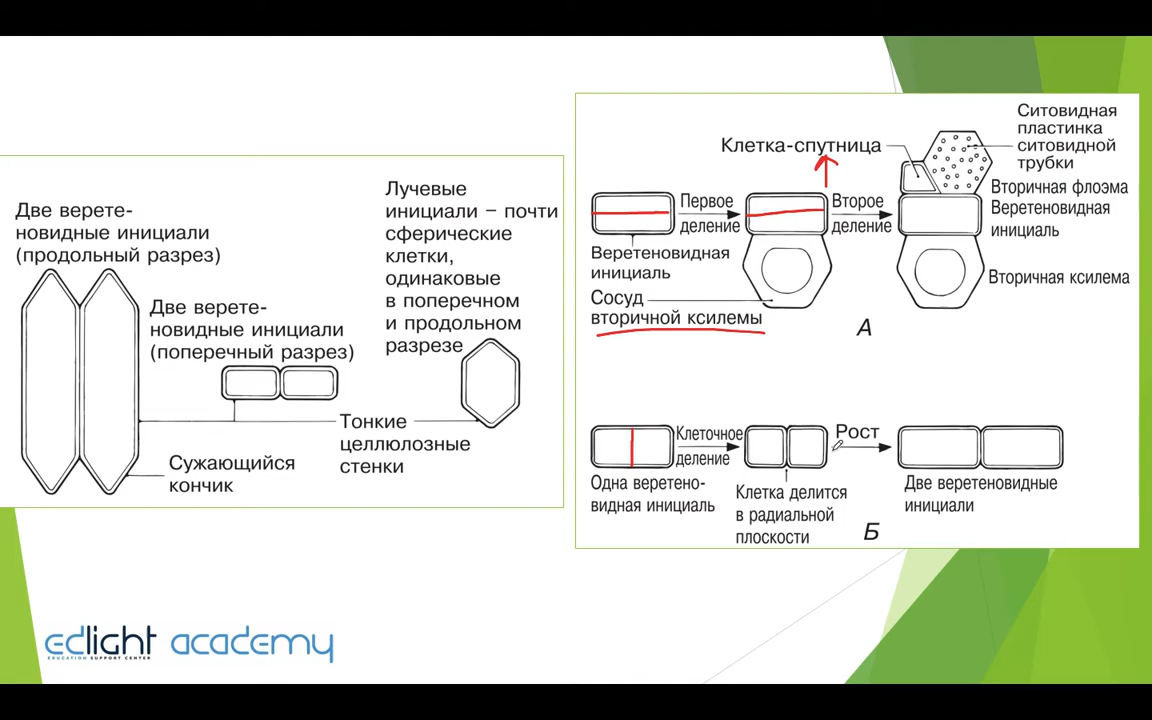 Две верете-
новидные инициали
(продольный разрез)
Две верете-
новидные инициали
(поперечный разрез)
Лучевые
инициали – почти
сферические
клетки,
одинаковые
в поперечном
и продольном
разрезе
Тонкие
целлюлозные
стенки
Сужающийся
кончик
Клетка-спутница
Ситовидная
пластинка
ситовидной
трубки
Первое
деление
Второе
деление
Вторичная флоэма
Веретеновидная
инициаль
Веретеновидная
инициаль
Вторичная ксилема
Сосуд
вторичной ксилемы
А
Клеточное
деление
Рост
Одна веретено-
видная инициаль
Клетка делится
в радиальной
плоскости
Две веретеновидные
инициали
Б
edlight academy
EDUCATION SUPPORT CENTER